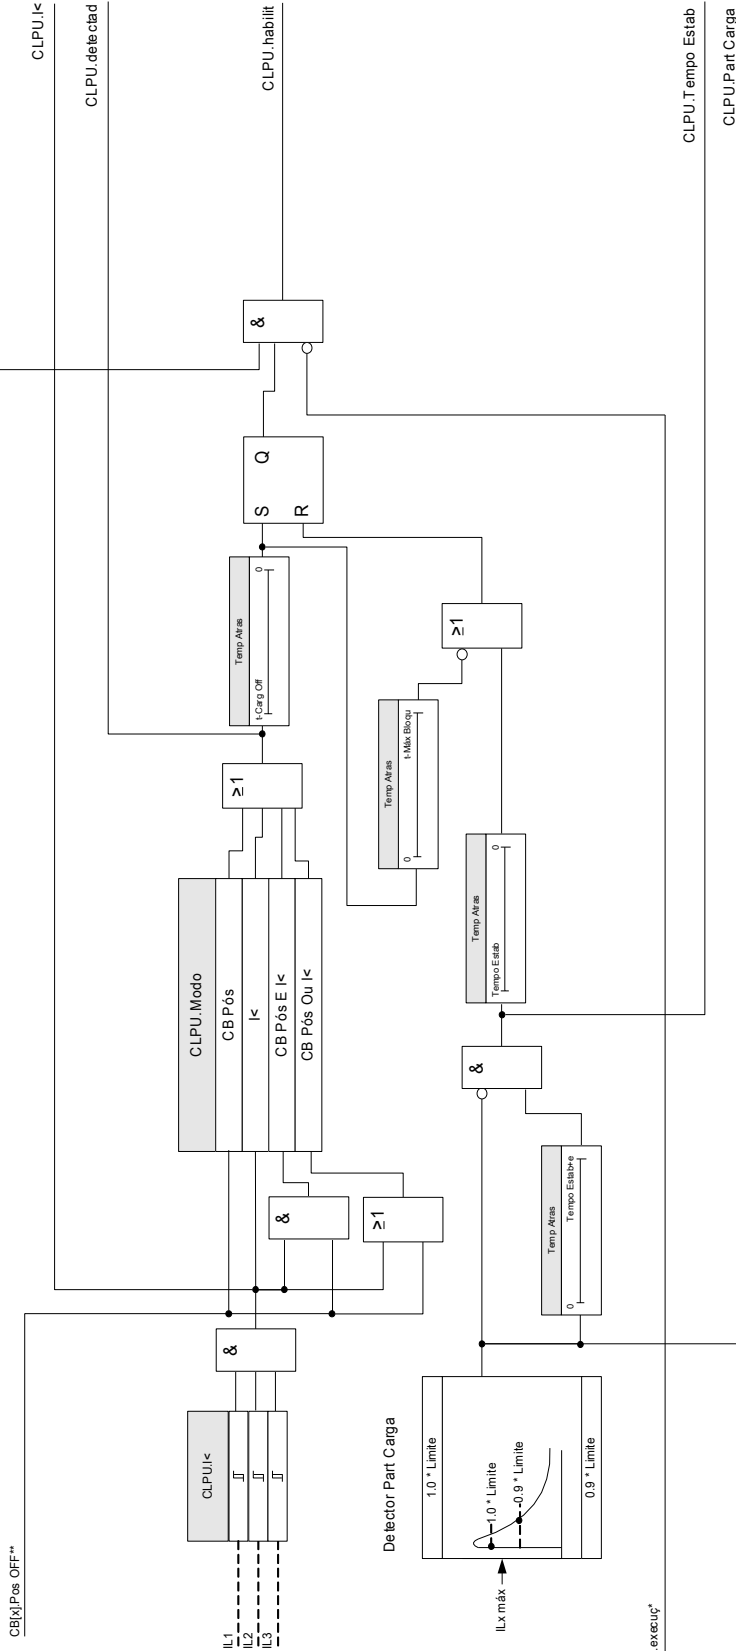 CLPU.I<
CLPU.detectad
CLPU.habilit
CLPU.Tempo Estab
CLPU.Part Carga
&
S
Q
R
Temp Atras
t-Carg Off
0
≥1
≥1
Temp Atras
0
t-Máx Bloqu
CLPU.Modo
CB Pós
I<
CB Pós E I<
CB Pós Ou I<
Temp Atras
Tempo Estab
0
&
&
≥1
Temp Atras
0
Tempo Estab+e
&
CLPU.I<
CB[x].Pos OFF**
IL1
IL2
IL3
Detector Part Carga
1.0 * Limite
1.0 * Limite
0.9 * Limite
0.9 * Limite
ILx máx
.execuç*